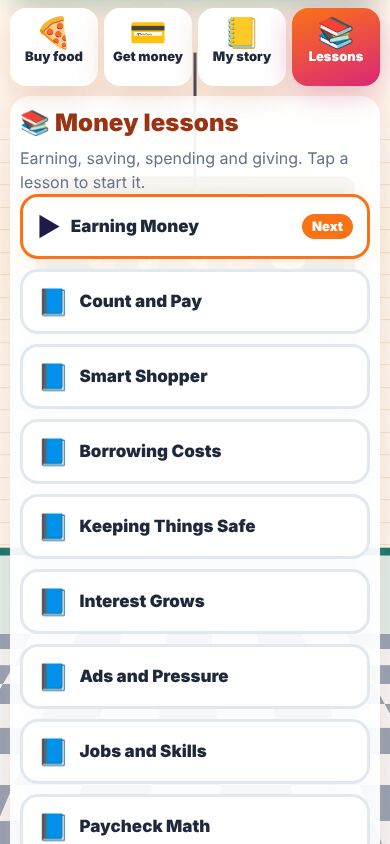 Buy food
Get money
My story
Lessons
Money lessons
Earning, saving, spending and giving. Tap a
lesson to start it.
Earning Money
Next
Count and Pay
Smart Shopper
Borrowing Costs
Keeping Things Safe
Interest Grows
Ads and Pressure
Jobs and Skills
Paycheck Math